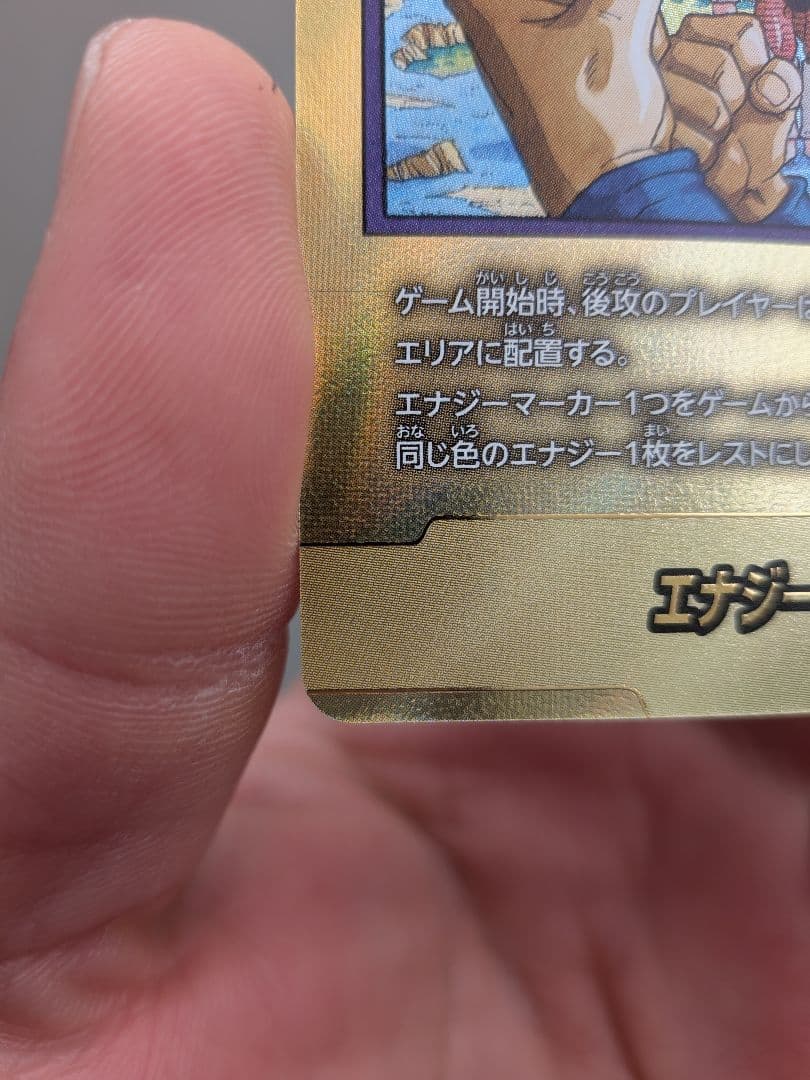 ゲーム開始時、後攻のプレイヤーは
エリアに配置する。
エナジーマーカー1つをゲームから
同じ色のエナジー1枚をレストにし
エナジー